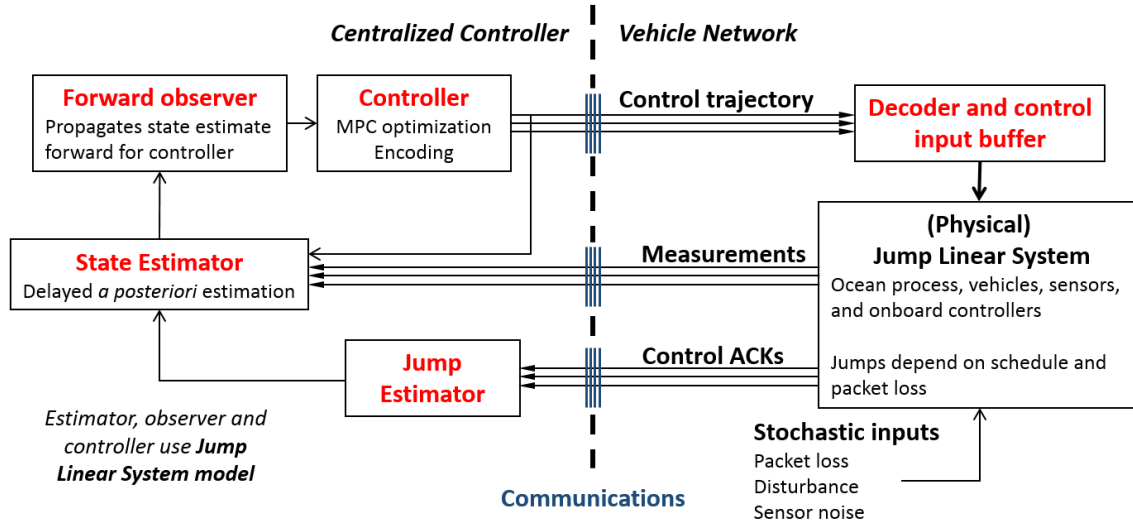 Centralized Controller
Vehicle Network
Forward observer
Propagates state estimate
forward for controller
Controller
MPC optimization
Encoding
Control trajectory
Decoder and control
input buffer
State Estimator
Delayed a posteriori estimation
Measurements
(Physical)
Jump Linear System
Ocean process, vehicles, sensors,
and onboard controllers
Jumps depend on schedule and
packet loss
Jump
Estimator
Control ACKs
Estimator, observer and
controller use Jump
Linear System model
Stochastic inputs
Packet loss
Disturbance
Sensor noise
Communications